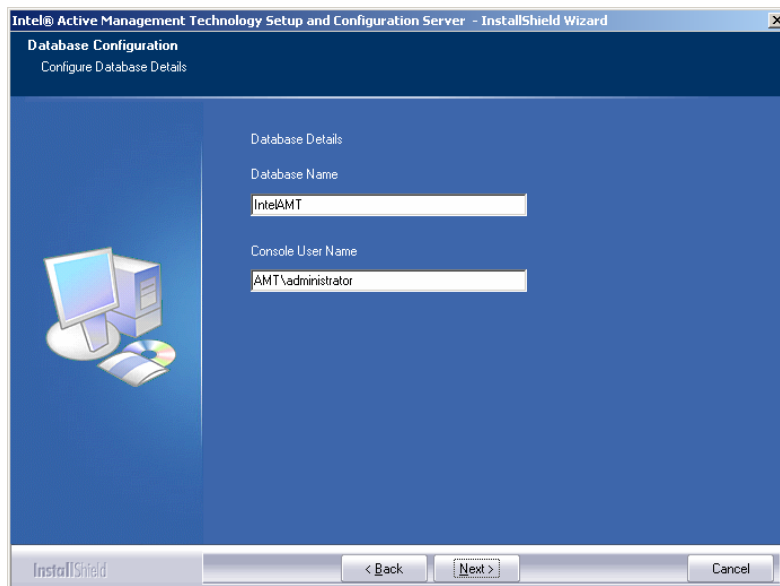 Intel® Active Management Technology Setup and Configuration Server - InstallShield Wizard
Database Configuration
Configure Database Details
Database Details
Database Name
IntelAMT
Console User Name
AMT\administrator
InstallShield
< Back
Next >
Cancel